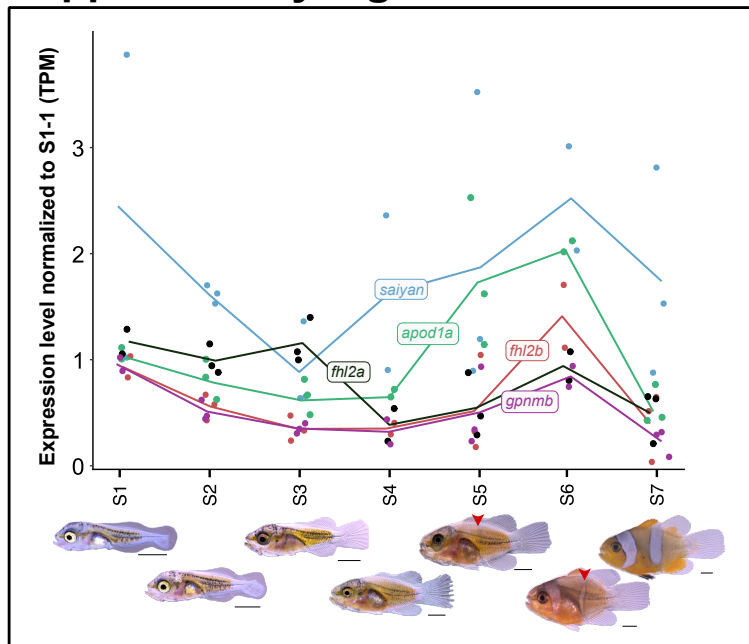 Expression level normalized to S1-1 (TPM)
3
2
1
0
saiyan
apod1a
fhl2b
fhl2a
gpnmb
S1 S2 S3 S4 S5 S6 S7